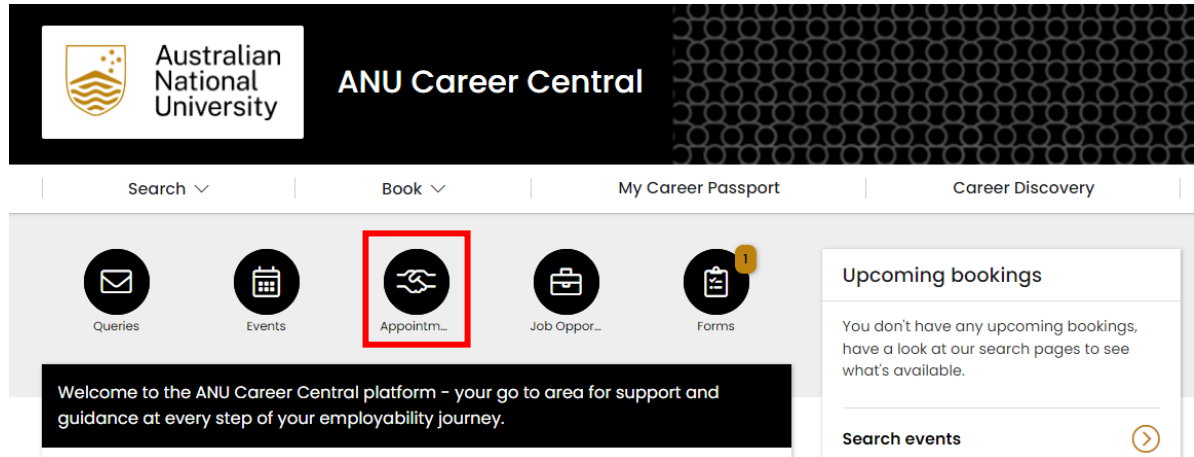 Australian
National
University
ANU Career Central
Search
Book
My Career Passport
Career Discovery
Queries
Events
Appointm...
Job Oppor...
1
Forms
Upcoming bookings
You don't have any upcoming bookings,
have a look at our search pages to see
what's available.
Welcome to the ANU Career Central platform – your go to area for support and
guidance at every step of your employability journey.
Search events